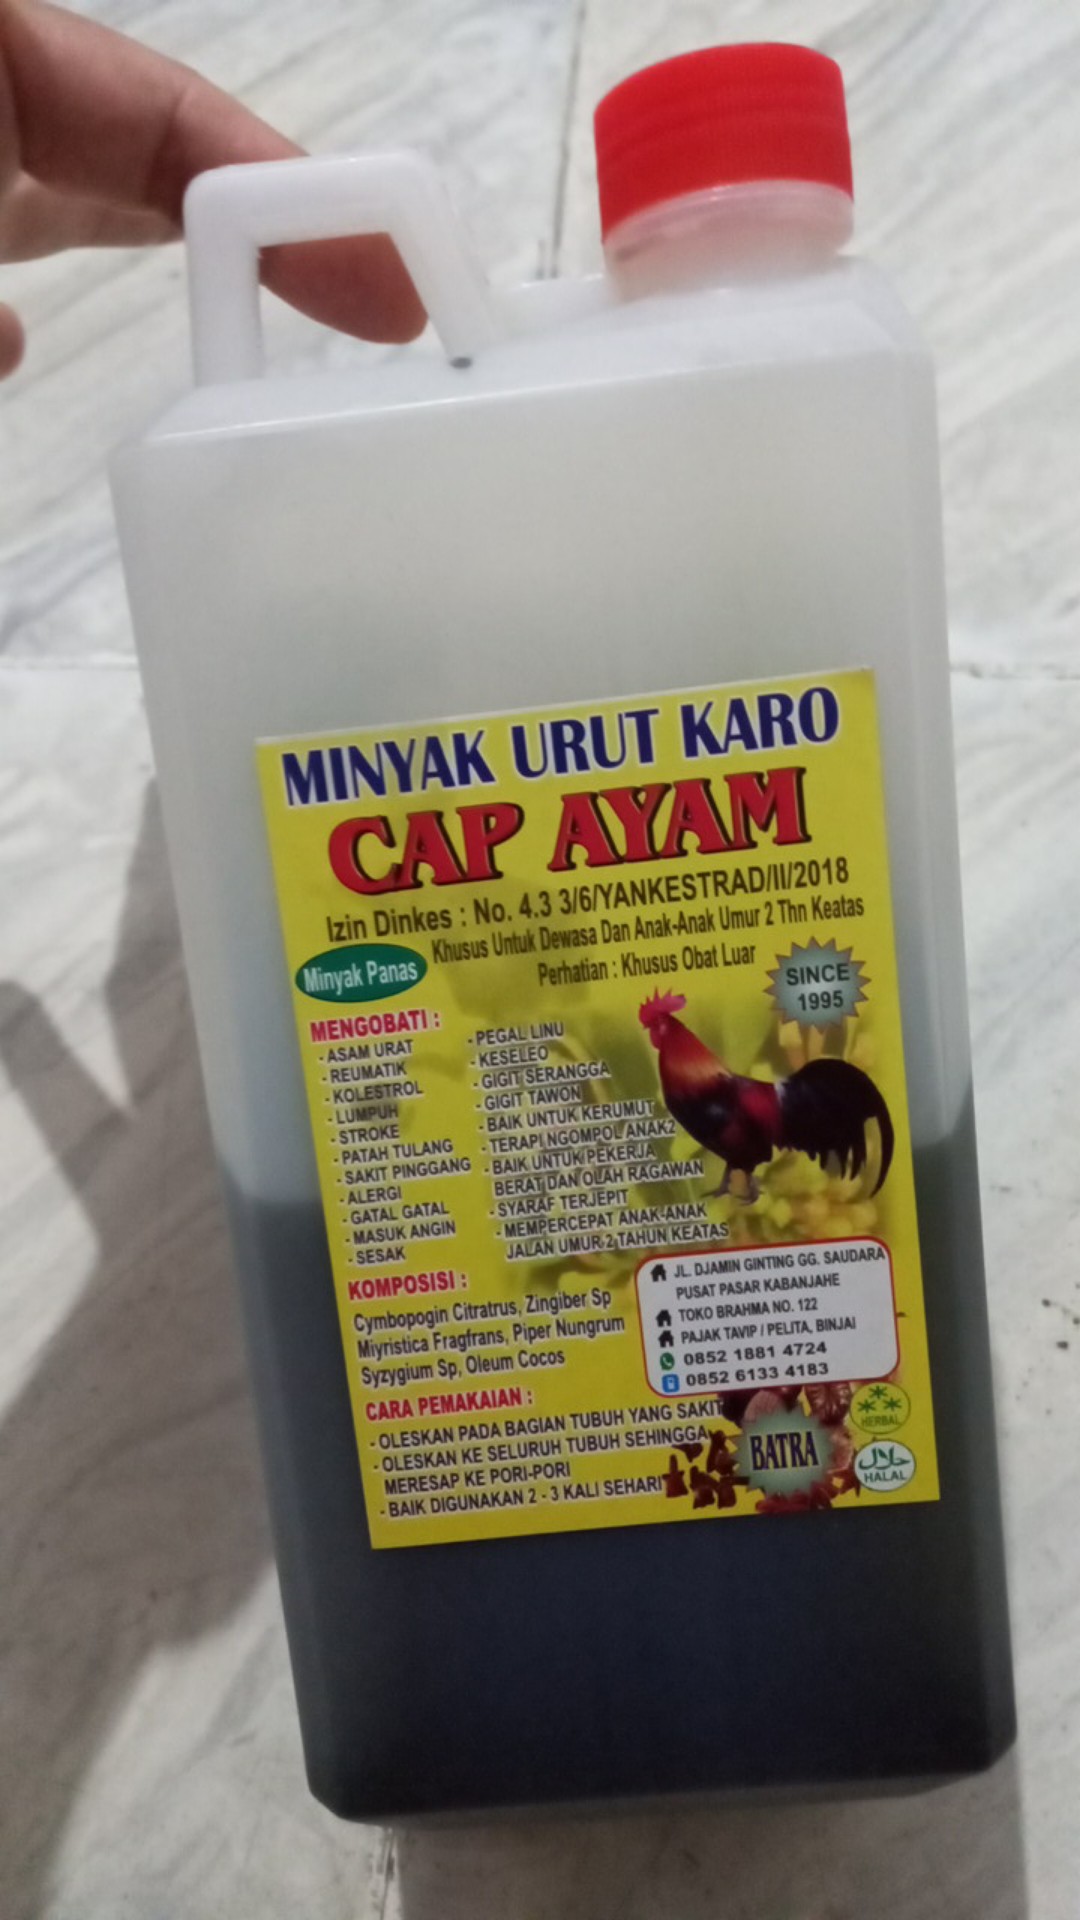 MINYAK URUT KARO
CAP AYAM
Izin Dinkes : No. 4.3 3/6/YANKESTRAD/II/2018
Khusus Untuk Dewasa Dan Anak-Anak Umur 2 Thn Keatas
Minyak Panas
Perhatian : Khusus Obat Luar
SINCE
1995
MENGOBATI :
- ASAM URAT
- REUMATIK
- KOLESTROL
- LUMPUH
- STROKE
- PATAH TULANG
- SAKIT PINGGANG
- ALERGI
- GATAL GATAL
- MASUK ANGIN
- SESAK
- PEGAL LINU
- KESELEO
- GIGIT SERANGGA
- GIGIT TAWON
- BAIK UNTUK KERUMUT
- TERAPI NGOMPOL ANAK2
- BAIK UNTUK PEKERJA
BERAT DAN OLAH RAGAWAN
- SYARAF TERJEPIT
- MEMPERCEPAT ANAK-ANAK
JALAN UMUR 2 TAHUN KEATAS
KOMPOSISI :
Cymbopogin Citratrus, Zingiber Sp
Miyristica Fragfrans, Piper Nungrum
Syzygium Sp, Oleum Cocos
JL. DJAMIN GINTING GG. SAUDARA
PUSAT PASAR KABANJAHE
TOKO BRAHMA NO. 122
PAJAK TAVIP / PELITA, BINJAI
0852 1881 4724
0852 6133 4183
CARA PEMAKAIAN :
- OLESKAN PADA BAGIAN TUBUH YANG SAKIT
- OLESKAN KE SELURUH TUBUH SEHINGGA
MERESAP KE PORI-PORI
- BAIK DIGUNAKAN 2 - 3 KALI SEHARI
BATRA
HERBAL
حلال
HALAL